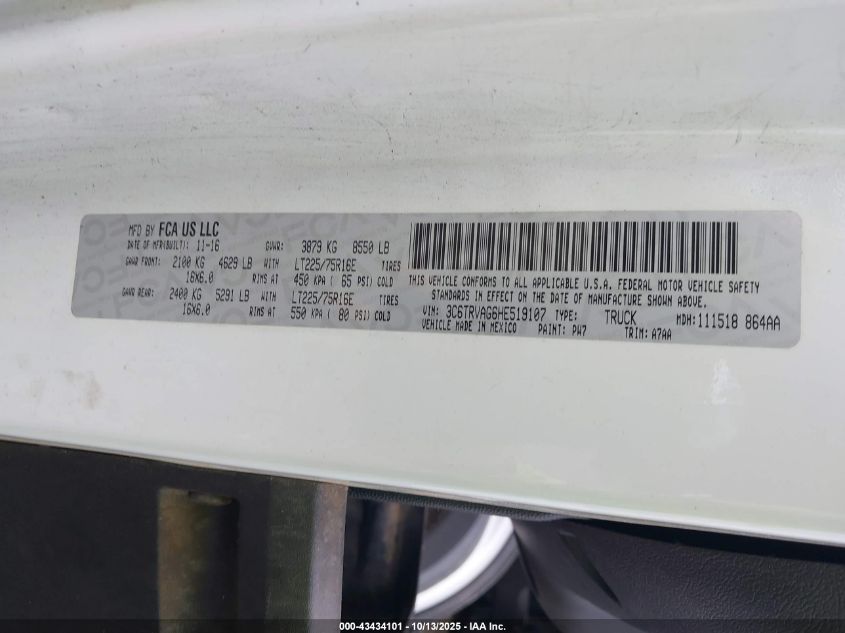 MFD BY FCA US LLC
DATE OF MFR(BUILT): 11-16 GVWR: 3879 KG 8550 LB
GAWR FRONT: 2100 KG 4629 LB WITH LT225/75R16E TIRES
16X6.0 RIMS AT 450 KPA ( 65 PSI) COLD
GAWR REAR: 2400 KG 5291 LB WITH LT225/75R16E TIRES
16X6.0 RIMS AT 550 KPA ( 80 PSI) COLD
THIS VEHICLE CONFORMS TO ALL APPLICABLE U.S.A. FEDERAL MOTOR VEHICLE SAFETY
STANDARDS IN EFFECT ON THE DATE OF MANUFACTURE SHOWN ABOVE.
VIN: 3C6TRVAG6HE519107 TYPE: TRUCK MDH: 111518 864AA
VEHICLE MADE IN MEXICO PAINT: PW7 TRIM: A7AA
000-43434101 - 10/13/2025 - IAA Inc.